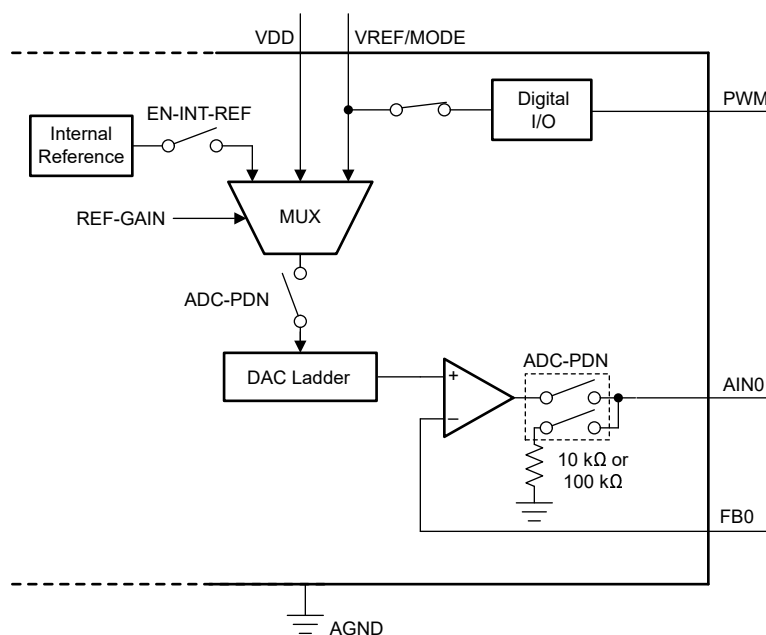 VDD
VREF/MODE
PWM
Digital
I/O
EN-INT-REF
Internal
Reference
REF-GAIN
MUX
ADC-PDN
ADC-PDN
DAC Ladder
+
–
AIN0
10 kΩ or
100 kΩ
FB0
AGND